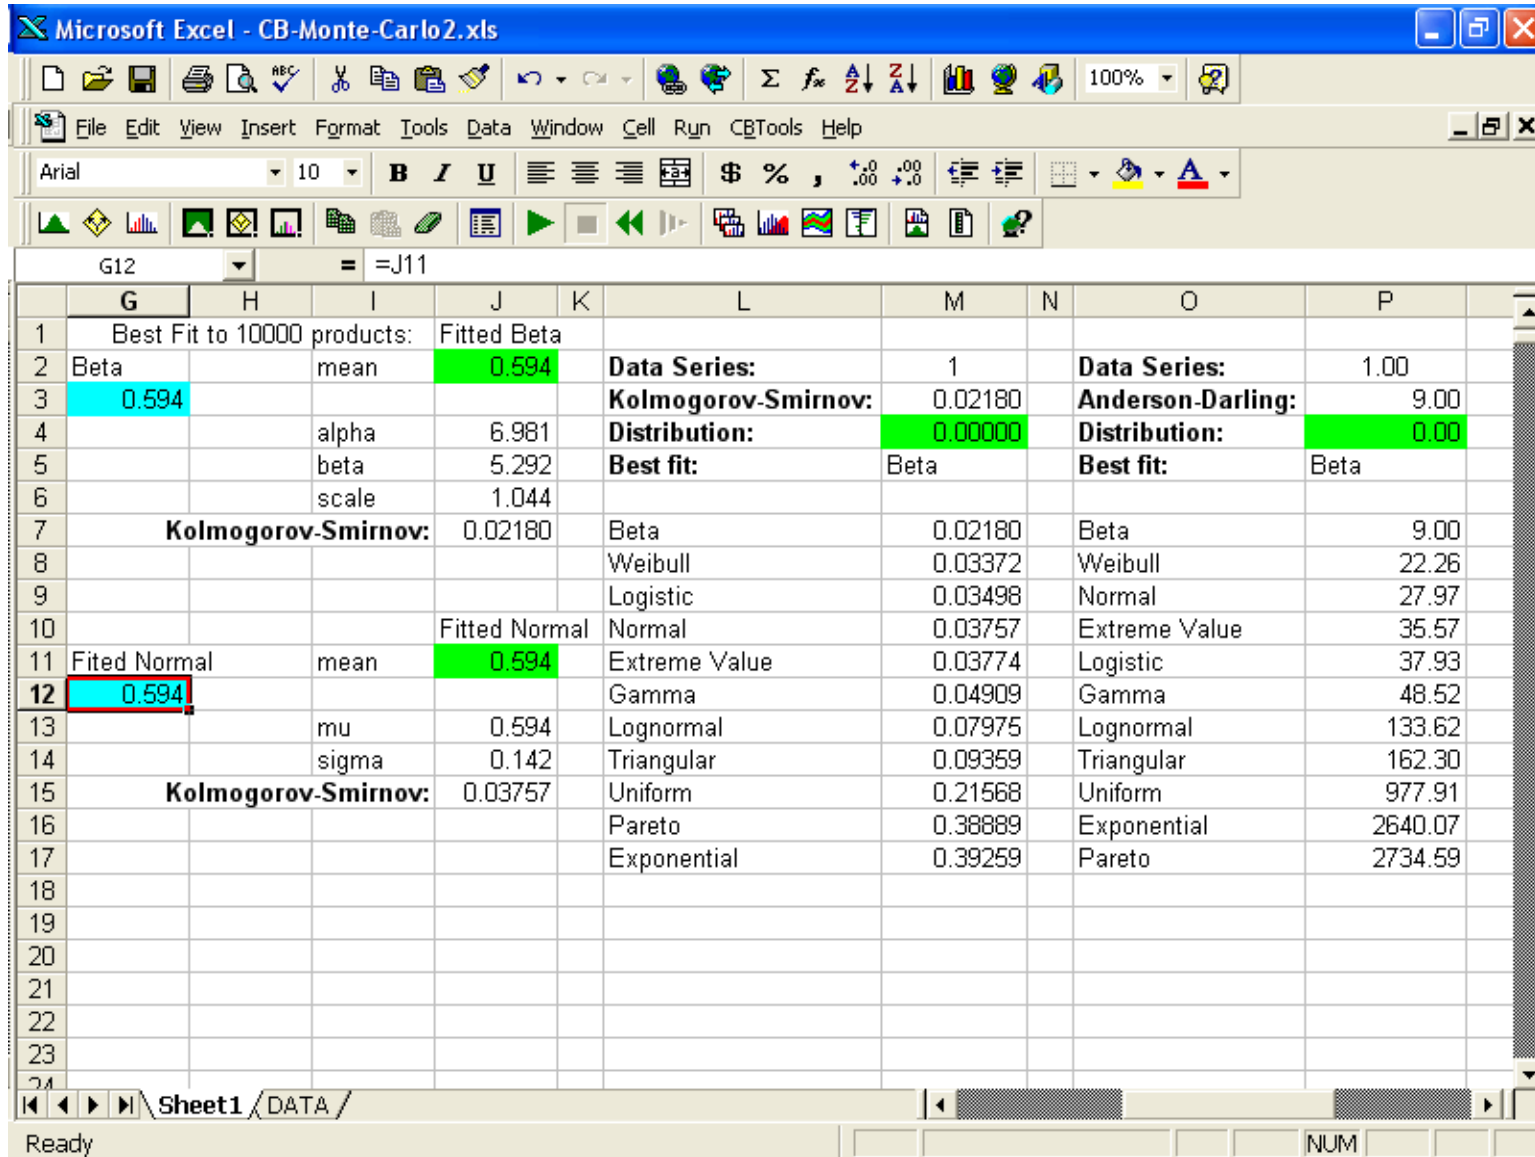 Microsoft Excel - CB-Monte-Carlo2.xls
100%
File Edit View Insert Format Tools Data Window Cell Run CBTools Help
Arial 10 B I U $ % ,
G12 = =J11
G H I J K L M N O P
1 Best Fit to 10000 products: Fitted Beta
2 Beta mean 0.594 Data Series: 1 Data Series: 1.00
3 0.594 Kolmogorov-Smirnov: 0.02180 Anderson-Darling: 9.00
4 alpha 6.981 Distribution: 0.00000 Distribution: 0.00
5 beta 5.292 Best fit: Beta Best fit: Beta
6 scale 1.044
7 Kolmogorov-Smirnov: 0.02180 Beta 0.02180 Beta 9.00
8 Weibull 0.03372 Weibull 22.26
9 Logistic 0.03498 Normal 27.97
10 Fitted Normal Normal 0.03757 Extreme Value 35.57
11 Fited Normal mean 0.594 Extreme Value 0.03774 Logistic 37.93
12 0.594 Gamma 0.04909 Gamma 48.52
13 mu 0.594 Lognormal 0.07975 Lognormal 133.62
14 sigma 0.142 Triangular 0.09359 Triangular 162.30
15 Kolmogorov-Smirnov: 0.03757 Uniform 0.21568 Uniform 977.91
16 Pareto 0.38889 Exponential 2640.07
17 Exponential 0.39259 Pareto 2734.59
18
19
20
21
22
23
24
Sheet1 DATA
Ready NUM